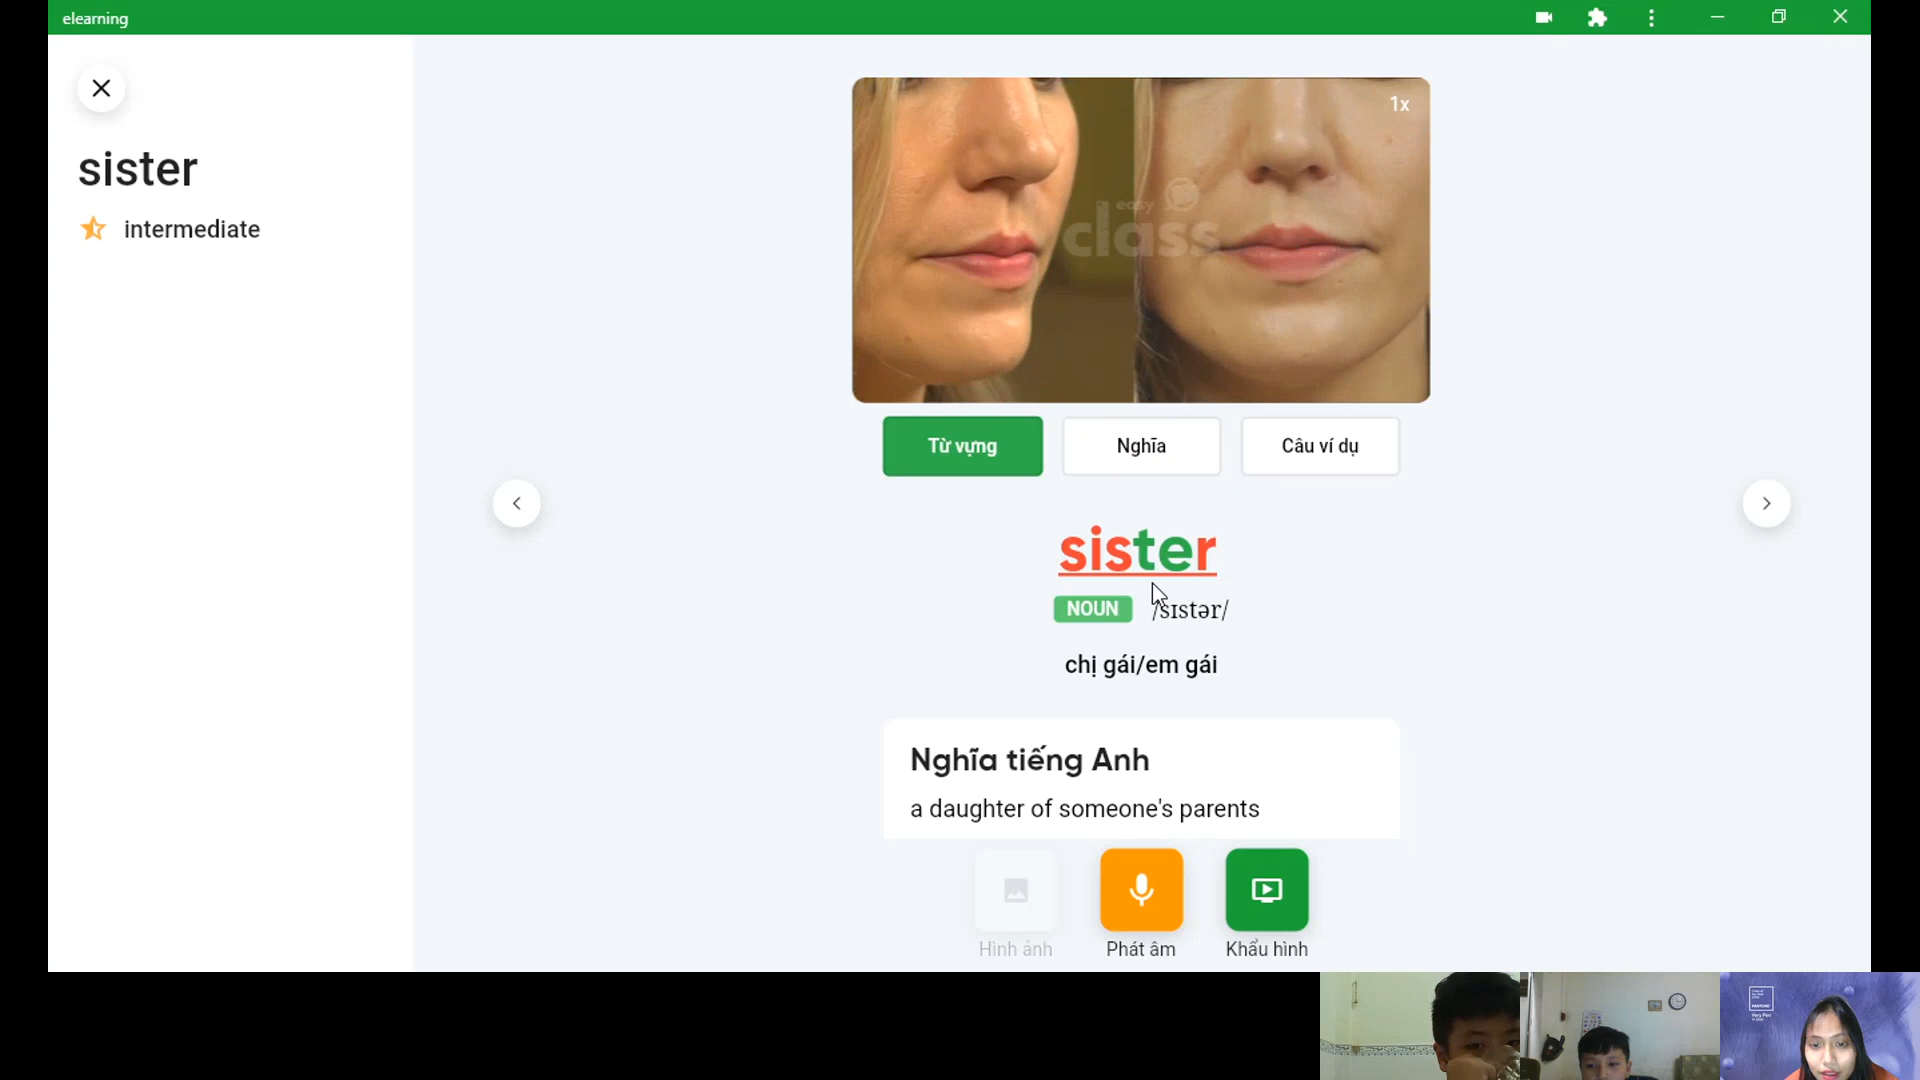 elearning
sister
intermediate
1x
easy
class
Từ vựng
Nghĩa
Câu ví dụ
sister
NOUN
/sɪstər/
chị gái/em gái
Nghĩa tiếng Anh
a daughter of someone's parents
Hình ảnh
Phát âm
Khẩu hình